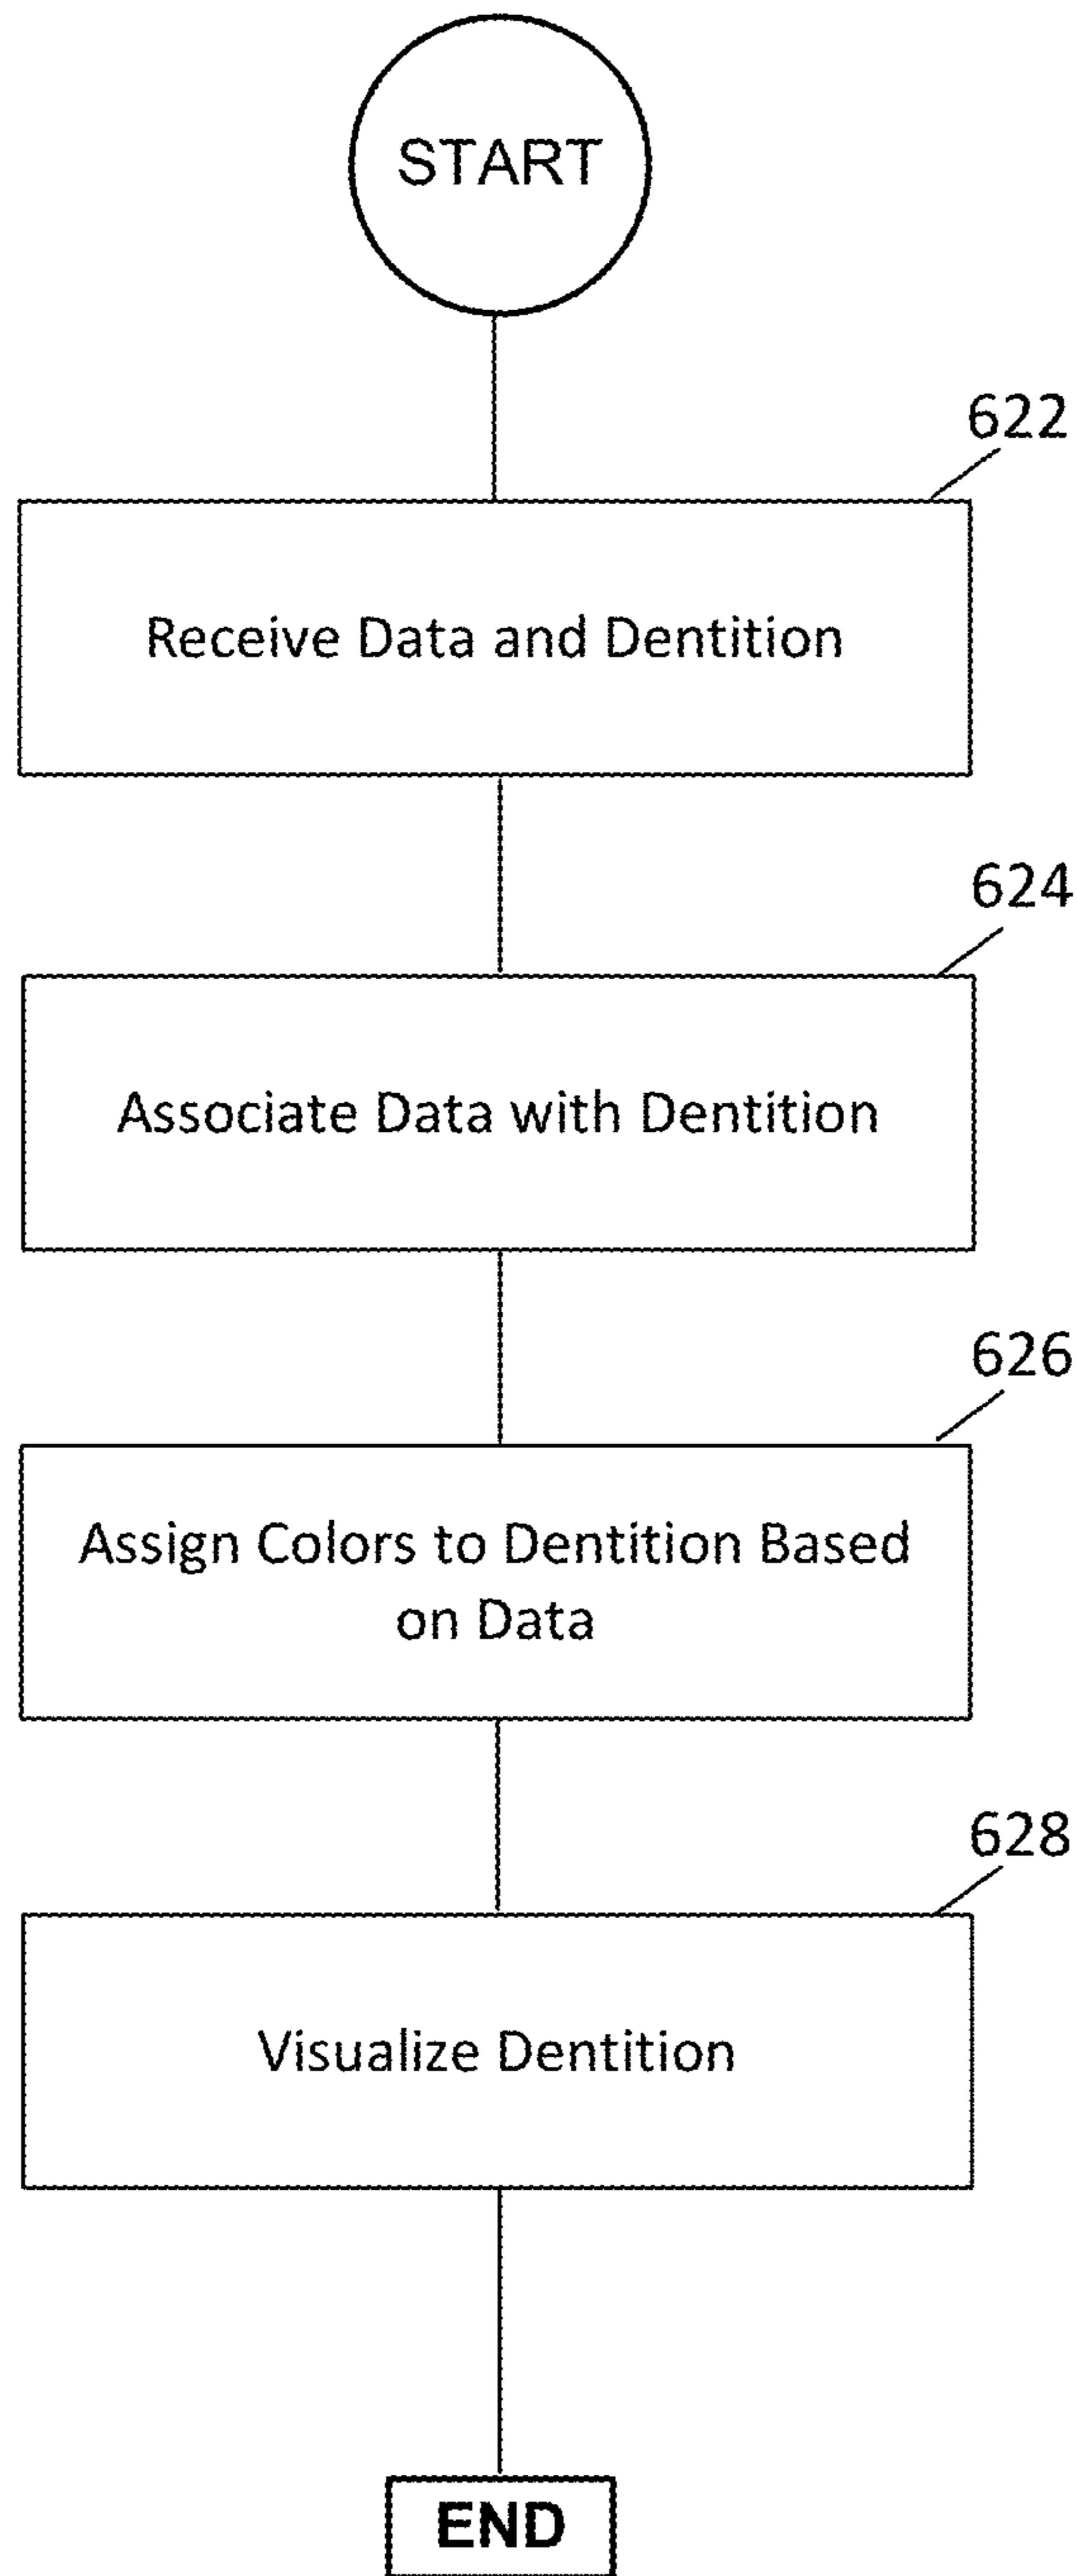 START
622
Receive Data and Dentition
624
Associate Data with Dentition
626
Assign Colors to Dentition Based
on Data
628
Visualize Dentition
END